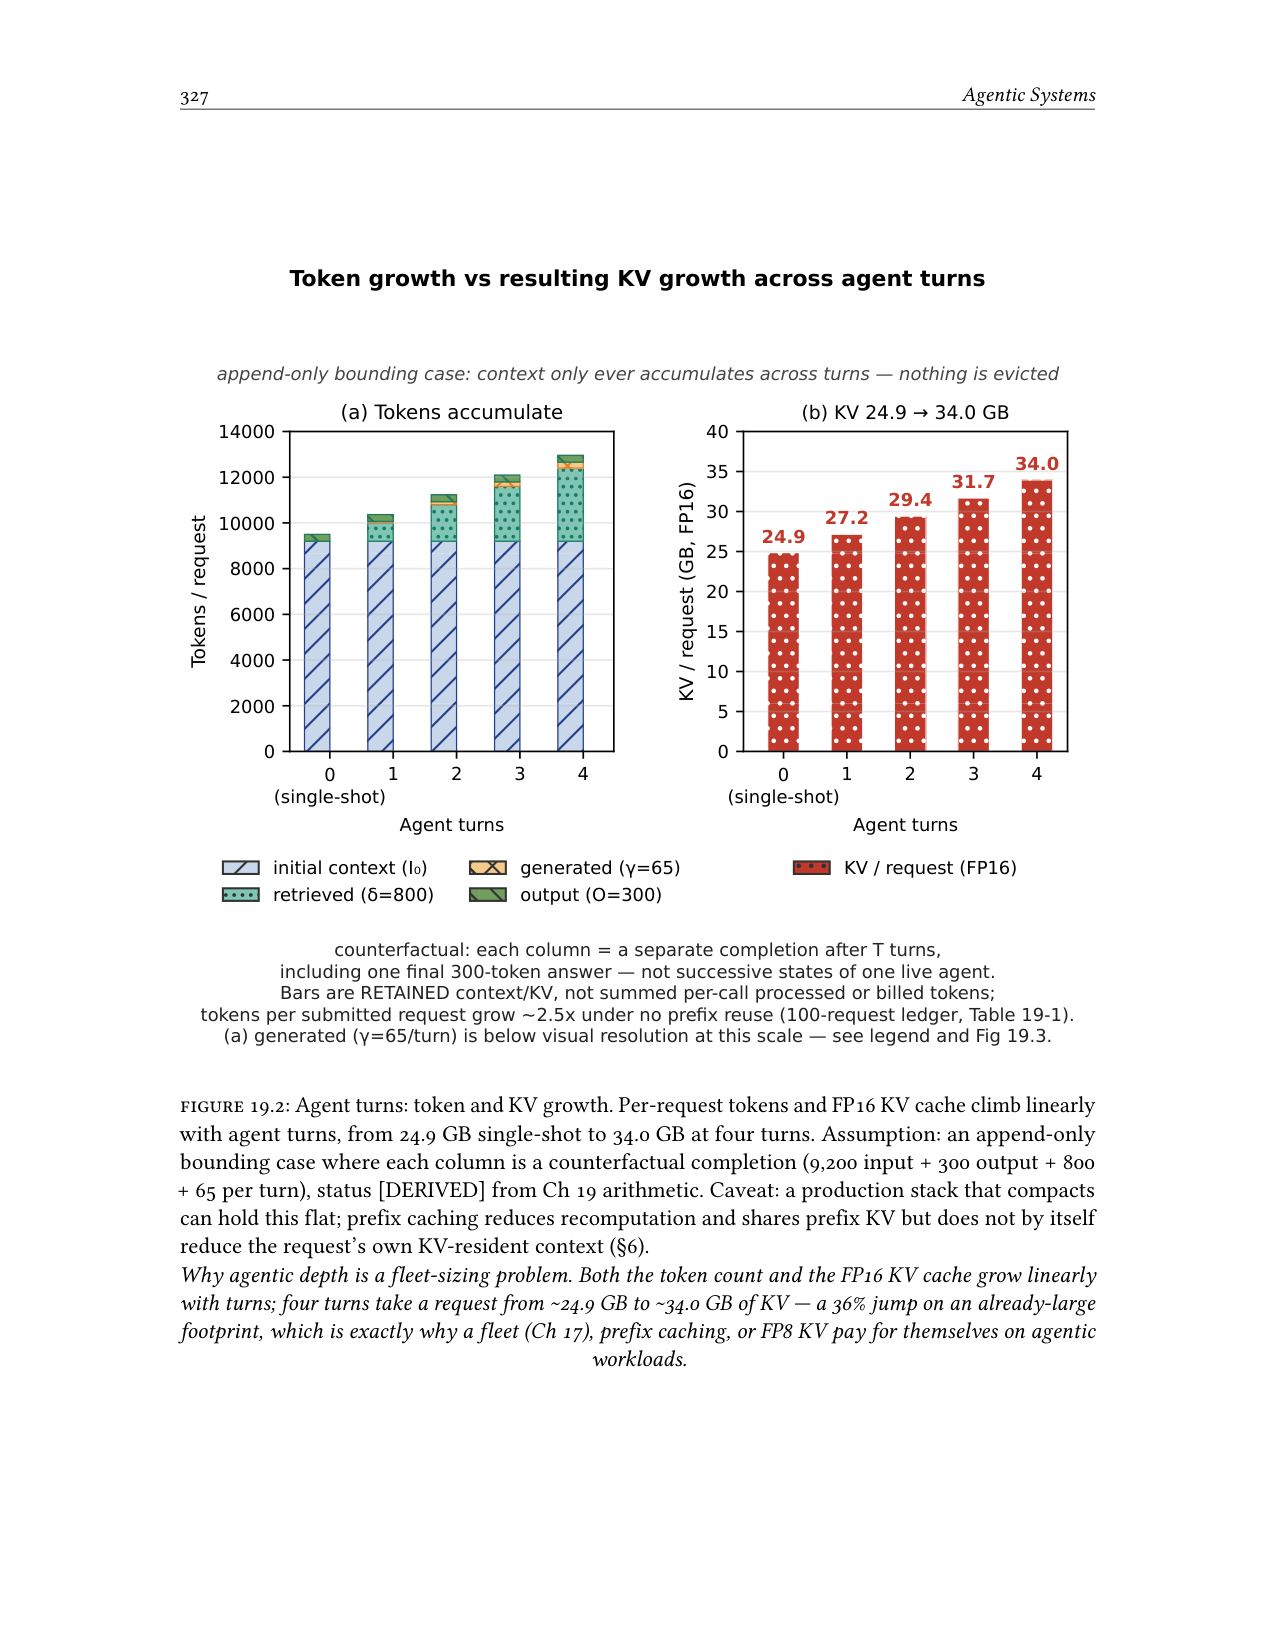 327 Agentic Systems
Token growth vs resulting KV growth across agent turns
append-only bounding case: context only ever accumulates across turns — nothing is evicted
(a) Tokens accumulate
14000
12000
10000
8000
6000
4000
2000
0
Tokens / request
0 1 2 3 4
(single-shot)
Agent turns
(b) KV 24.9 → 34.0 GB
40
35
30
25
20
15
10
5
0
KV / request (GB, FP16)
24.9 27.2 29.4 31.7 34.0
0 1 2 3 4
(single-shot)
Agent turns
initial context (I₀) generated (γ=65)
retrieved (δ=800) output (O=300)
KV / request (FP16)
counterfactual: each column = a separate completion after T turns,
including one final 300-token answer — not successive states of one live agent.
Bars are RETAINED context/KV, not summed per-call processed or billed tokens;
tokens per submitted request grow ~2.5x under no prefix reuse (100-request ledger, Table 19-1).
(a) generated (γ=65/turn) is below visual resolution at this scale — see legend and Fig 19.3.
FIGURE 19.2: Agent turns: token and KV growth. Per-request tokens and FP16 KV cache climb linearly
with agent turns, from 24.9 GB single-shot to 34.0 GB at four turns. Assumption: an append-only
bounding case where each column is a counterfactual completion (9,200 input + 300 output + 800
+ 65 per turn), status [DERIVED] from Ch 19 arithmetic. Caveat: a production stack that compacts
can hold this flat; prefix caching reduces recomputation and shares prefix KV but does not by itself
reduce the request’s own KV-resident context (§6).
Why agentic depth is a fleet-sizing problem. Both the token count and the FP16 KV cache grow linearly
with turns; four turns take a request from ~24.9 GB to ~34.0 GB of KV — a 36% jump on an already-large
footprint, which is exactly why a fleet (Ch 17), prefix caching, or FP8 KV pay for themselves on agentic
workloads.